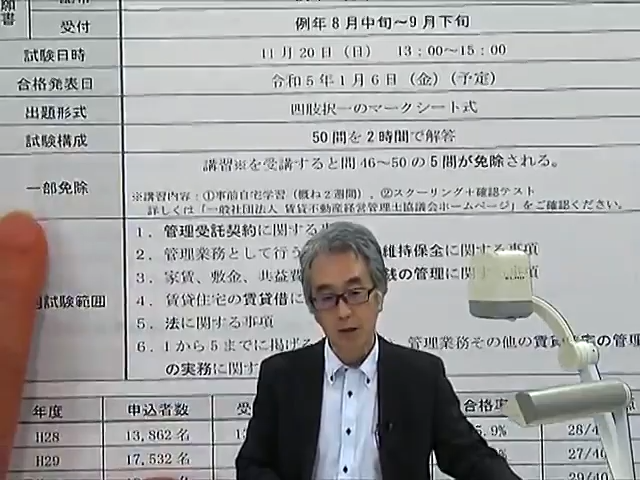 願書
受付 例年８月中旬～９月下旬
試験日時 11月20日（日） 13：00～15：00
合格発表日 令和5年1月6日（金）（予定）
出題形式 四肢択一のマークシート式
試験構成 50問を2時間で解答
一部免除 講習※を受講すると問46～50の5問が免除される。
※講習内容：①事前自宅学習（概ね2週間）、②スクーリング＋確認テスト
詳しくは「一般社団法人 賃貸不動産経営管理士協議会ホームページ」をご確認ください。
試験範囲
1．管理受託契約に関する
2．管理業務として行う 維持保全に関する事項
3．家賃、敷金、共益費 の管理に関する事項
4．賃貸住宅の賃貸借に
5．法に関する事項
6．1から5までに掲げる 管理業務その他の賃貸住宅の管理
の実務に関
年度 申込者数 受 合格率 点
H28 13,862名 13 5.9% 28/4
H29 17,532名 27/4
29/40